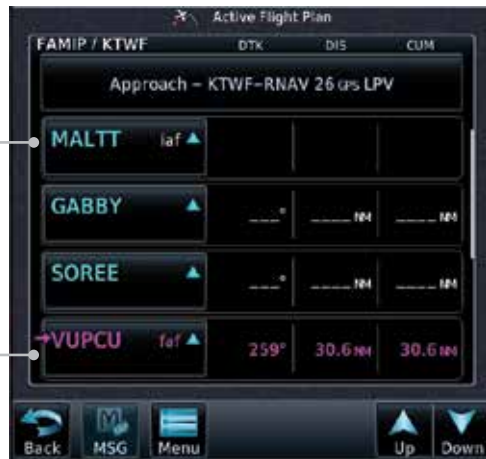 Active Flight Plan
FAMIP / KTWF DTK DIS CUM
Approach – KTWF–RNAV 26 GPS LPV
MALTT iaf
GABBY ___° ____NM ____NM
SOREE ___° ____NM ____NM
VUPCU faf 259° 30.6NM 30.6NM
Back MSG Menu Up Down